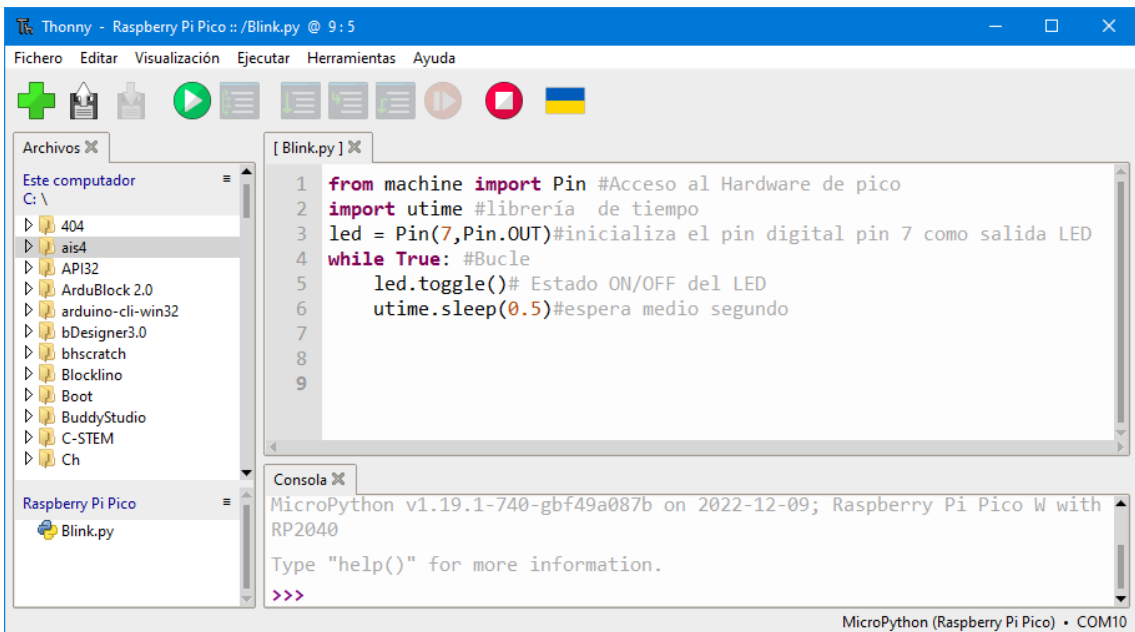 Thonny - Raspberry Pi Pico :: /Blink.py @ 9 : 5
Fichero Editar Visualización Ejecutar Herramientas Ayuda
Archivos
Este computador
C: \
404
ais4
API32
ArduBlock 2.0
arduino-cli-win32
bDesigner3.0
bhscratch
Blocklino
Boot
BuddyStudio
C-STEM
Ch
Raspberry Pi Pico
Blink.py
[ Blink.py ]
1 from machine import Pin #Acceso al Hardware de pico
2 import utime #librería  de tiempo
3 led = Pin(7,Pin.OUT)#inicializa el pin digital pin 7 como salida LED
4 while True: #Bucle
5     led.toggle()# Estado ON/OFF del LED
6     utime.sleep(0.5)#espera medio segundo
7
8
9
Consola
MicroPython v1.19.1-740-gbf49a087b on 2022-12-09; Raspberry Pi Pico W with
RP2040
Type "help()" for more information.
>>>
MicroPython (Raspberry Pi Pico) • COM10